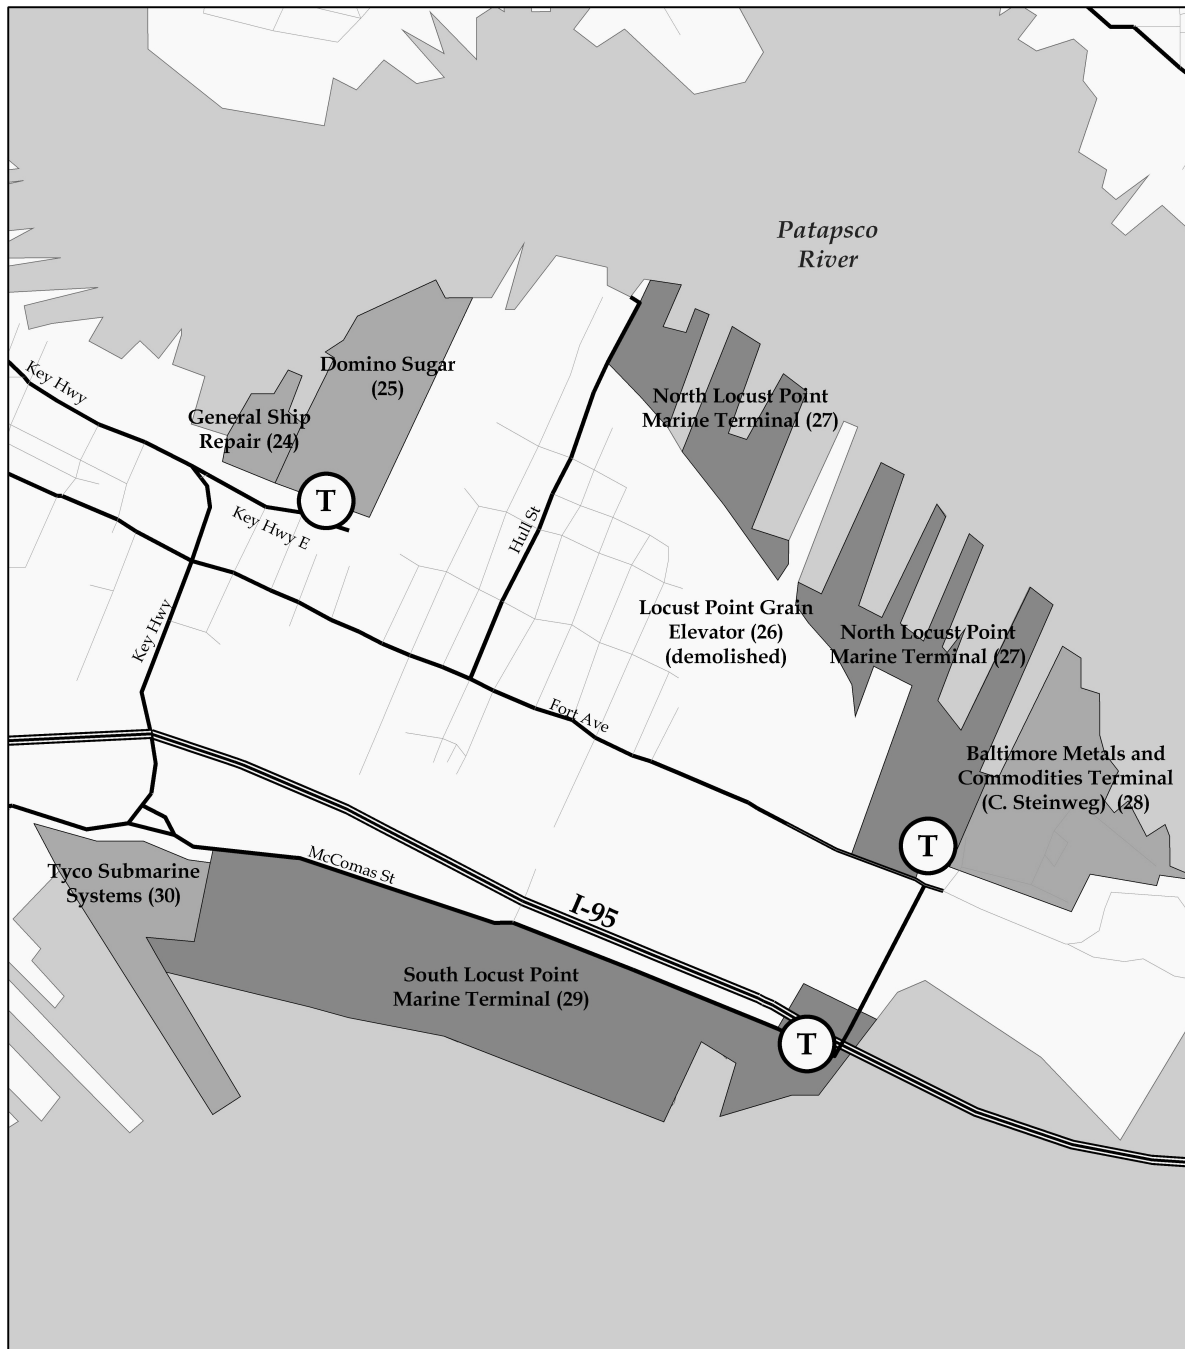 Patapsco
River
Domino Sugar
(25)
Key Hwy
General Ship
Repair (24)
North Locust Point
Marine Terminal (27)
T
Key Hwy E
Hull St
Key Hwy
Locust Point Grain
Elevator (26)
(demolished)
North Locust Point
Marine Terminal (27)
Fort Ave
Baltimore Metals and
Commodities Terminal
(C. Steinweg) (28)
T
McComas St
Tyco Submarine
Systems (30)
I-95
South Locust Point
Marine Terminal (29)
T